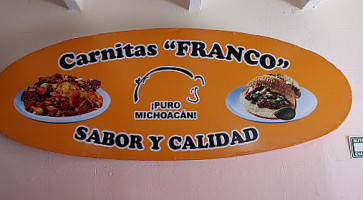 Carnitas "FRANCO"
¡PURO
MICHOACÁN!
SABOR Y CALIDAD